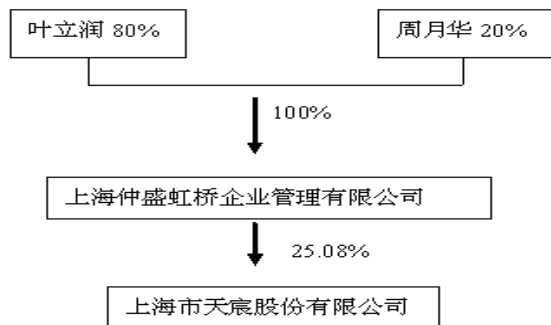 叶立润 80%
周月华 20%
100%
上海仲盛虹桥企业管理有限公司
25.08%
上海市天宸股份有限公司